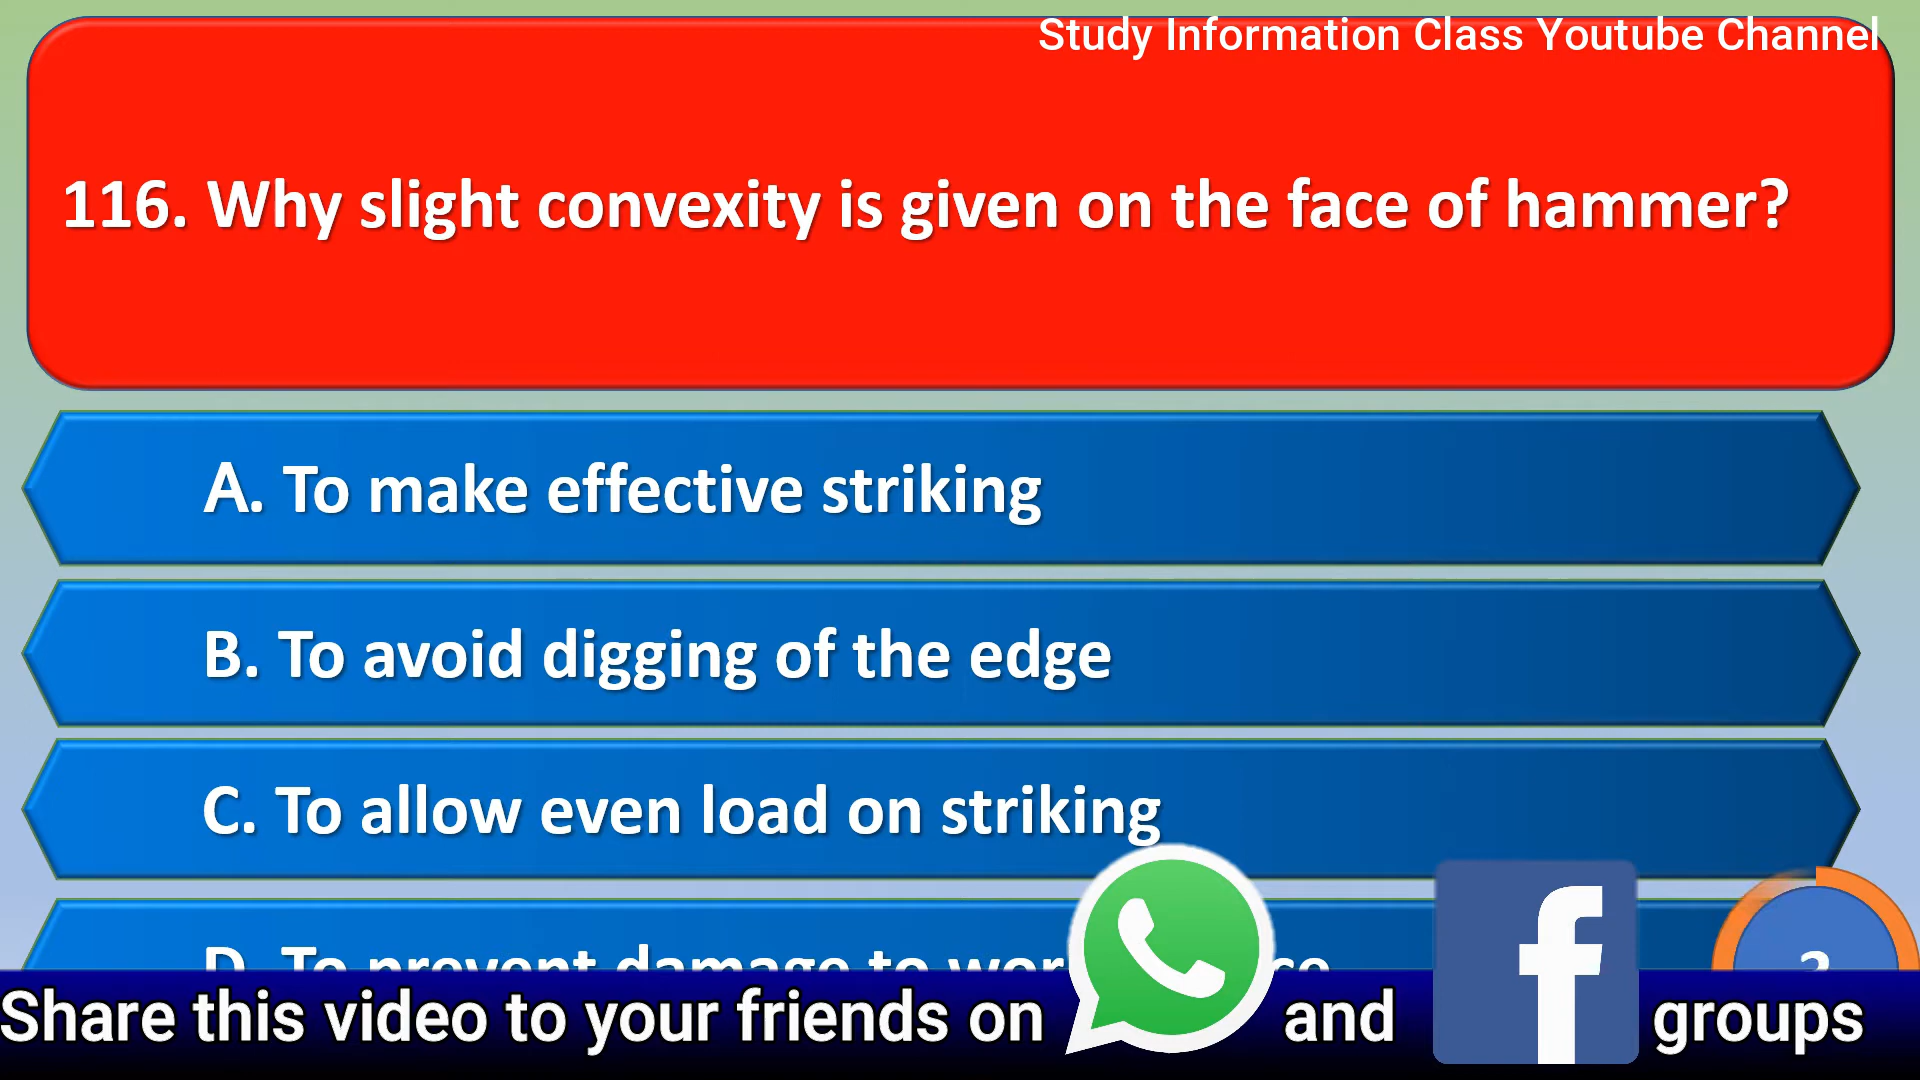 Study Information Class Youtube Channel
116. Why slight convexity is given on the face of hammer?
A. To make effective striking
B. To avoid digging of the edge
C. To allow even load on striking
D. To prevent damage to
Share this video to your friends on and groups